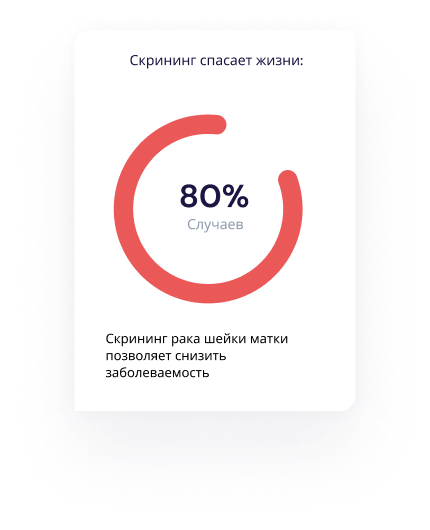 Скрининг спасает жизни:
80%
Случаев
Скрининг рака шейки матки
позволяет снизить
заболеваемость